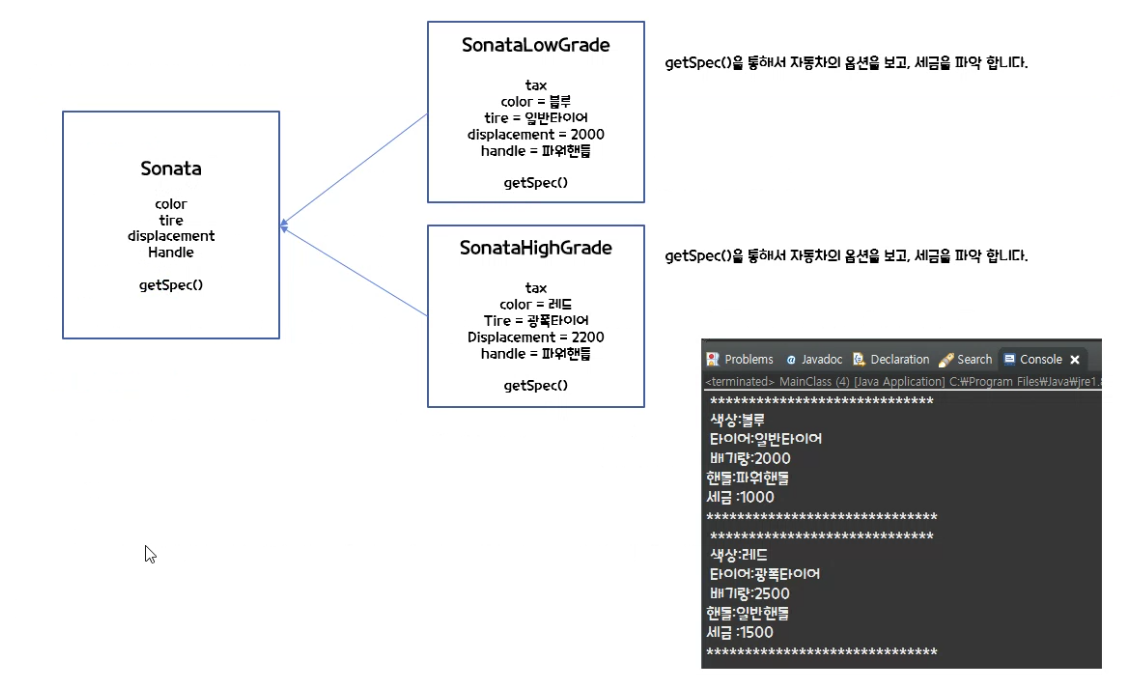 Sonata
color
tire
displacement
Handle
getSpec()
SonataLowGrade
tax
color = 블루
tire = 일반타이어
displacement = 2000
handle = 파워핸들
getSpec()
getSpec()을 통해서 자동차의 옵션을 보고, 세금을 파악 합니다.
SonataHighGrade
tax
color = 레드
Tire = 광폭타이어
Displacement = 2200
handle = 파워핸들
getSpec()
getSpec()을 통해서 자동차의 옵션을 보고, 세금을 파악 합니다.
Problems @ Javadoc Declaration Search Console
<terminated> MainClass (4) [Java Application] C:₩Program Files₩Java₩jre1.8
*****************************
색상:블루
타이어:일반타이어
배기량:2000
핸들:파워핸들
세금 :1000
******************************
*****************************
색상:레드
타이어:광폭타이어
배기량:2500
핸들:일반핸들
세금 :1500
******************************